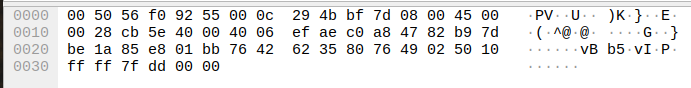 0000 00 50 56 f0 92 55 00 0c 29 4b bf 7d 08 00 45 00 ·PV··U·· )K·}··E·
0010 00 28 cb 5e 40 00 40 06 ef ae c0 a8 47 82 b9 7d ·(·^@·@· ····G··}
0020 be 1a 85 e8 01 bb 76 42 62 35 80 76 49 02 50 10 ······vB b5·vI·P·
0030 ff ff 7f dd 00 00 ······